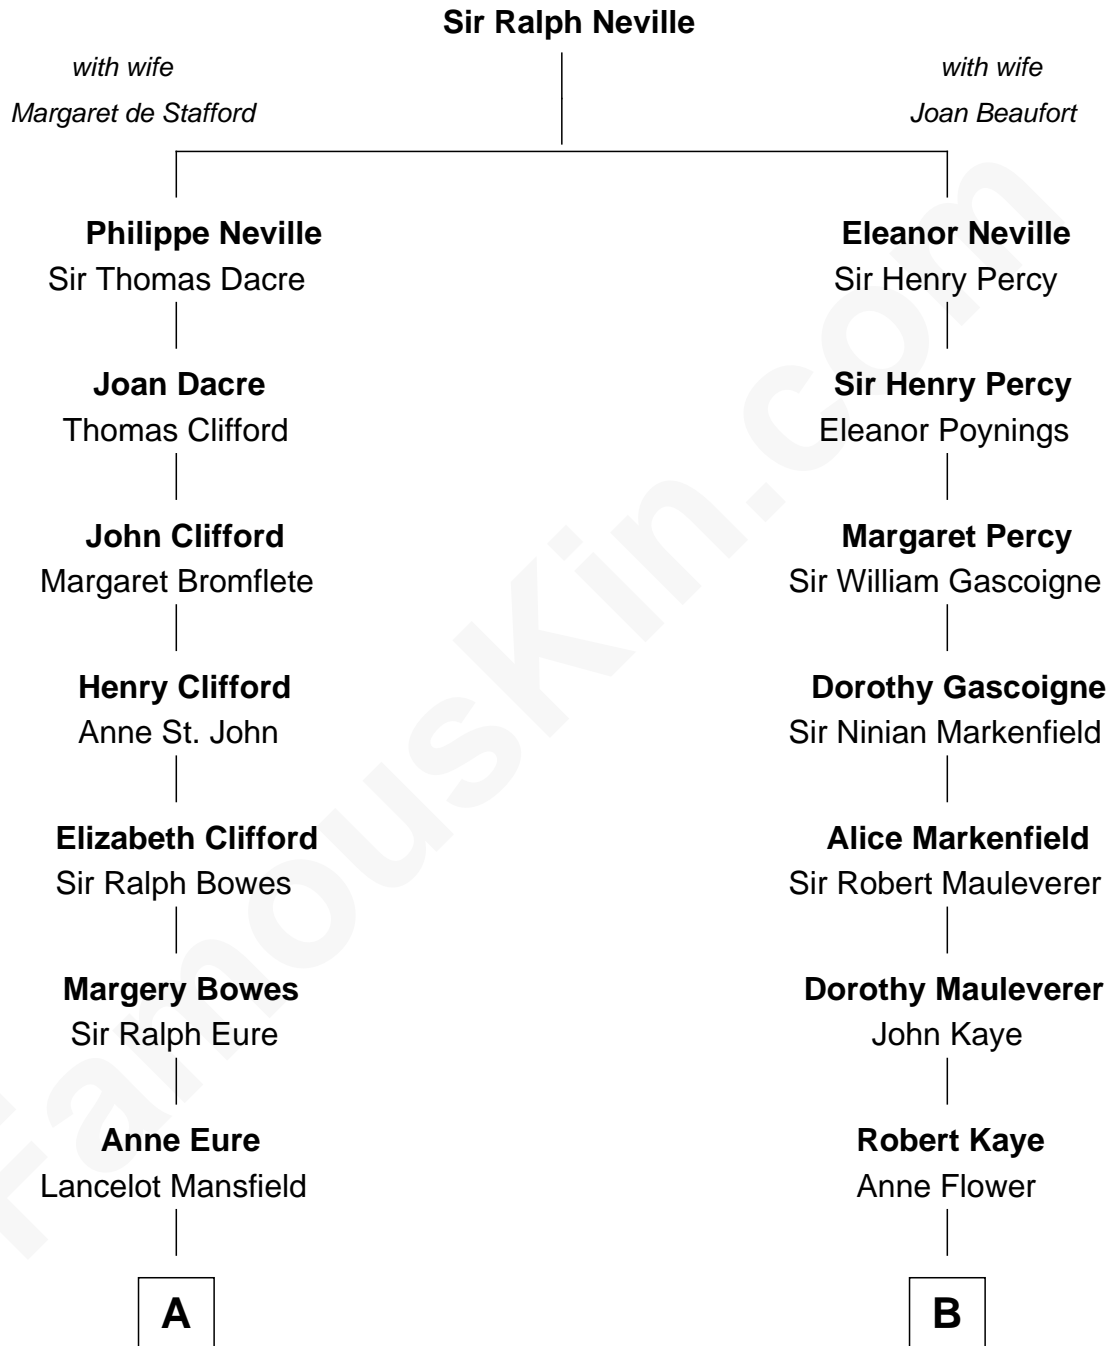 Sir Ralph Neville
with wife
Margaret de Stafford
with wife
Joan Beaufort
Philippe Neville
Sir Thomas Dacre
Eleanor Neville
Sir Henry Percy
Joan Dacre
Thomas Clifford
Sir Henry Percy
Eleanor Poynings
John Clifford
Margaret Bromflete
Margaret Percy
Sir William Gascoigne
Henry Clifford
Anne St. John
Dorothy Gascoigne
Sir Ninian Markenfield
Elizabeth Clifford
Sir Ralph Bowes
Alice Markenfield
Sir Robert Mauleverer
Margery Bowes
Sir Ralph Eure
Dorothy Mauleverer
John Kaye
Anne Eure
Lancelot Mansfield
Robert Kaye
Anne Flower
A
B
FamousKin.com